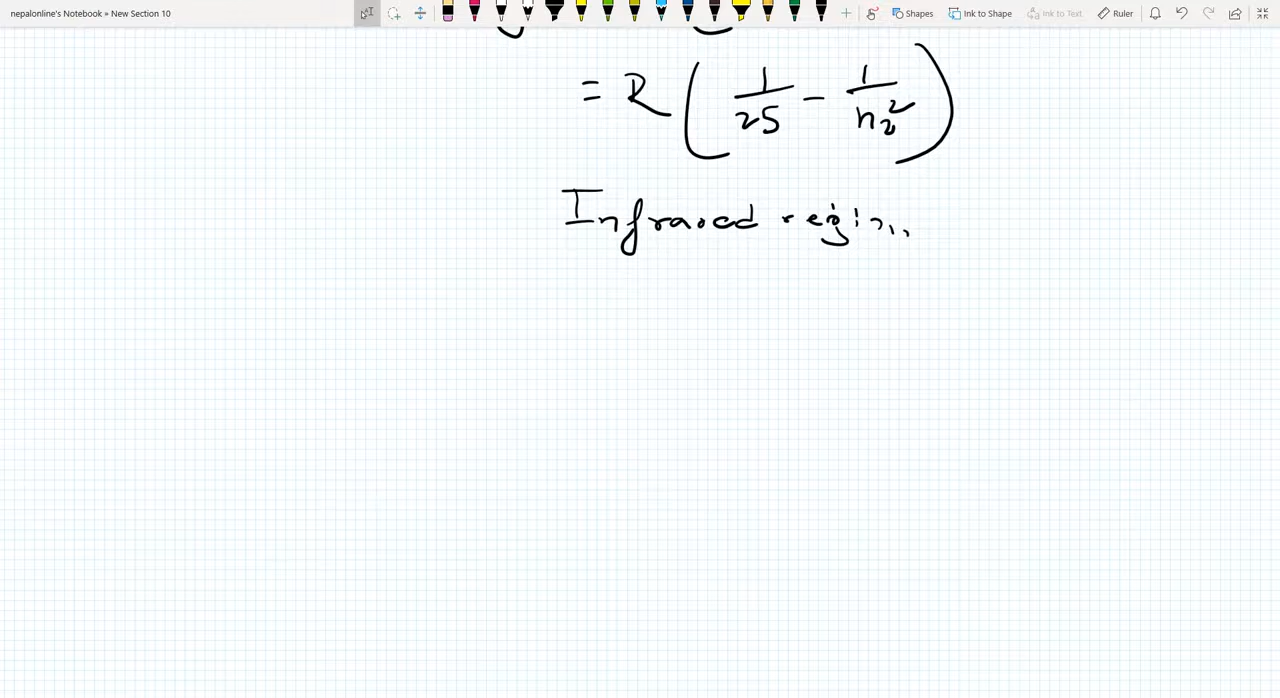 nepalonline's Notebook » New Section 10
Shapes Ink to Shape Ink to Text Ruler
= R ( 1/25 - 1/n₂² )
Infrared region,,